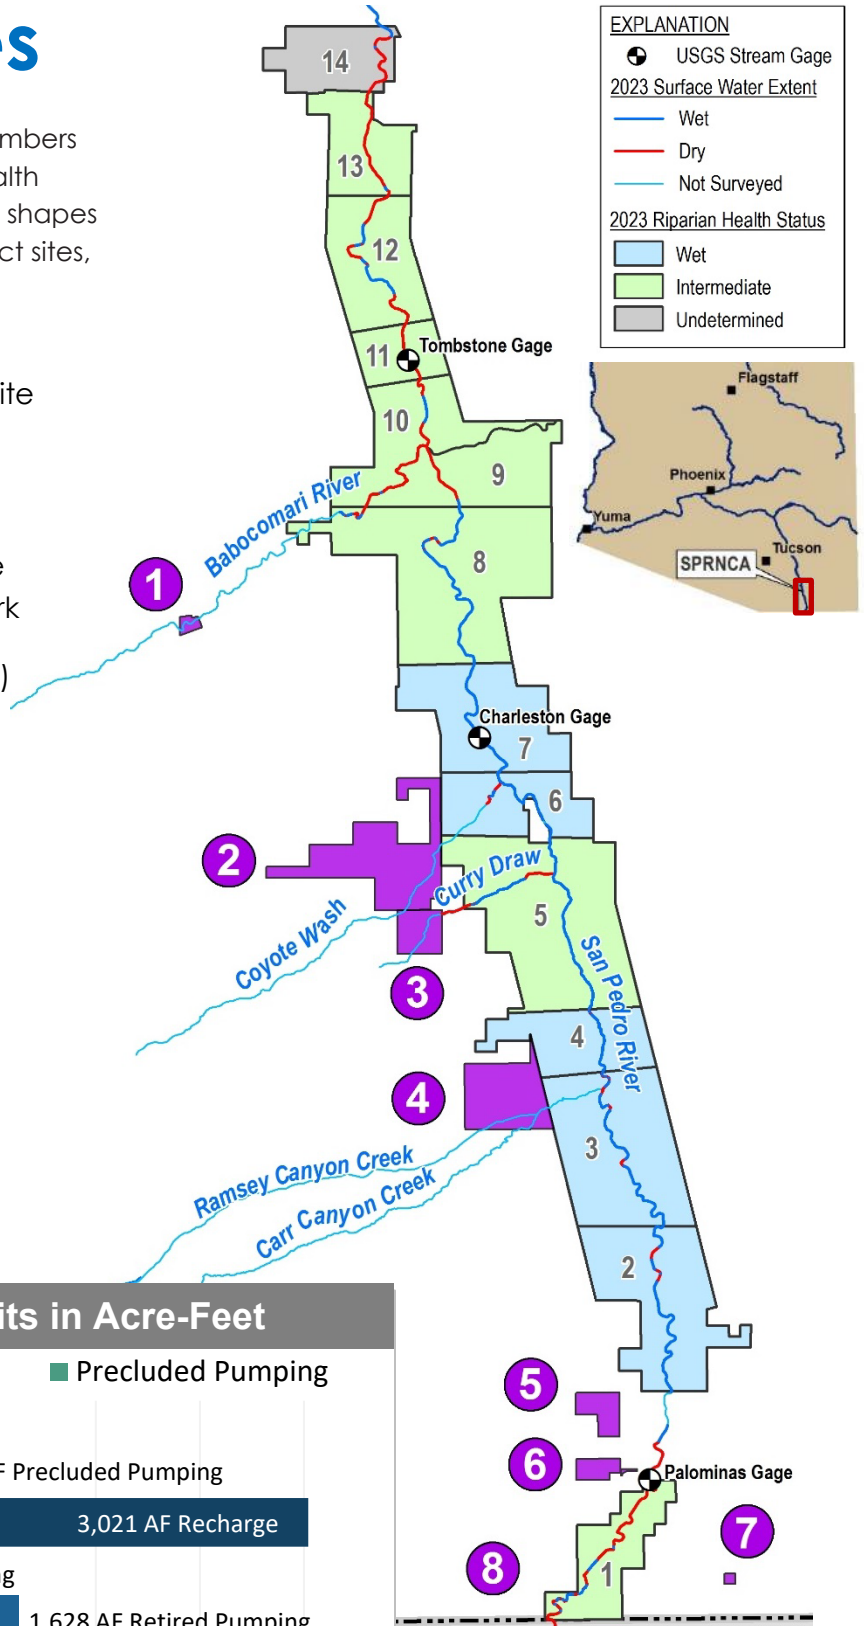 es
mbers
alth
shapes
ct sites,
ite
e
rk
)
EXPLANATION
USGS Stream Gage
2023 Surface Water Extent
Wet
Dry
Not Surveyed
2023 Riparian Health Status
Wet
Intermediate
Undetermined
14
13
12
11
Tombstone Gage
10
9
Babocomari River
8
1
Flagstaff
Phoenix
Yuma
Tucson
SPRNCA
Charleston Gage
7
6
2
Curry Draw
5
Coyote Wash
San Pedro River
3
4
4
3
Ramsey Canyon Creek
Carr Canyon Creek
2
5
6
Palominas Gage
7
8
1
its in Acre-Feet
Precluded Pumping
F Precluded Pumping
3,021 AF Recharge
ng
1,628 AF Retired Pumping